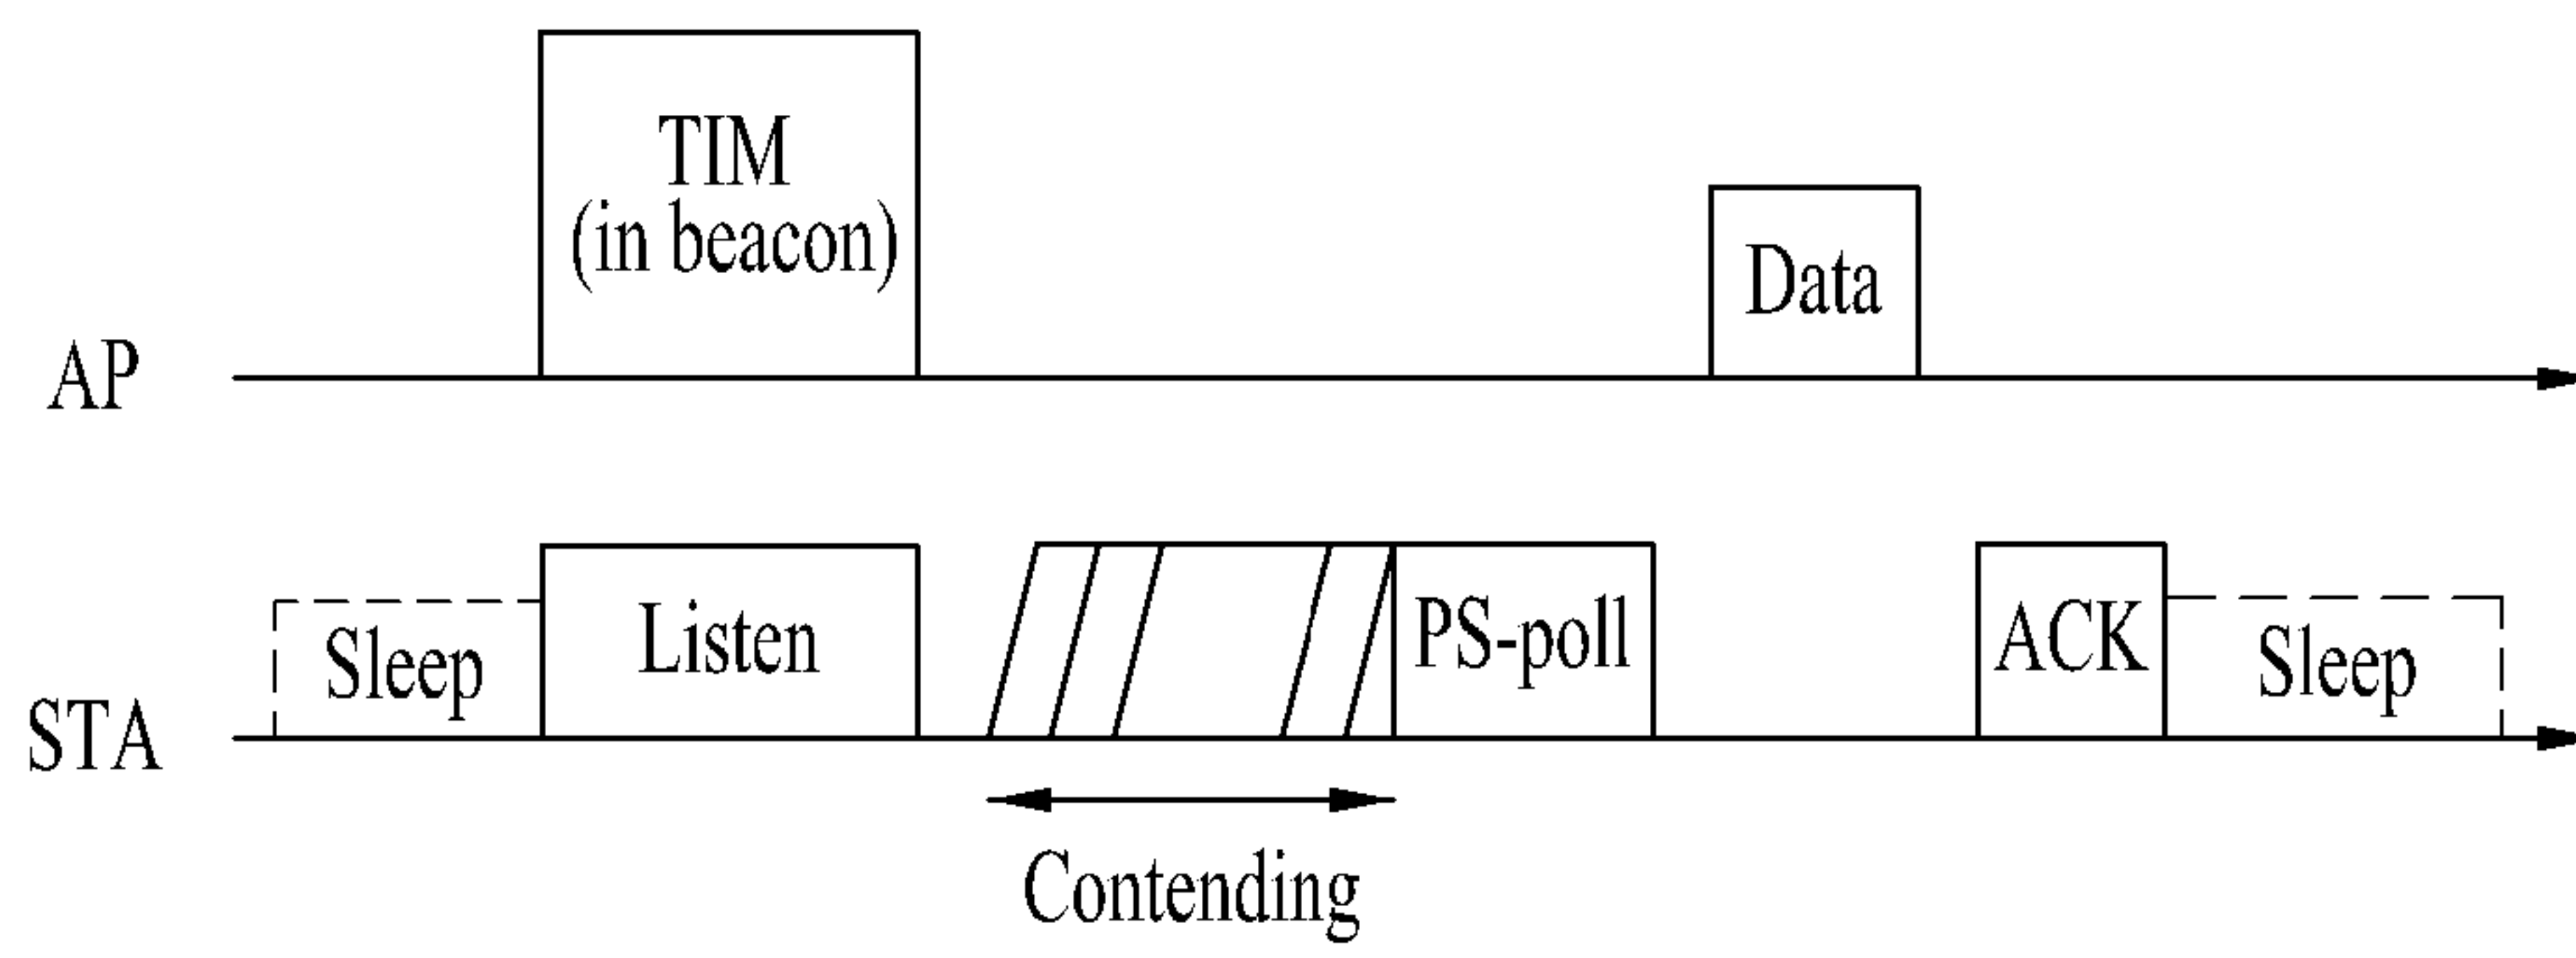 TIM
(in beacon)
Data
AP
Sleep
Listen
PS-poll
ACK
Sleep
STA
Contending